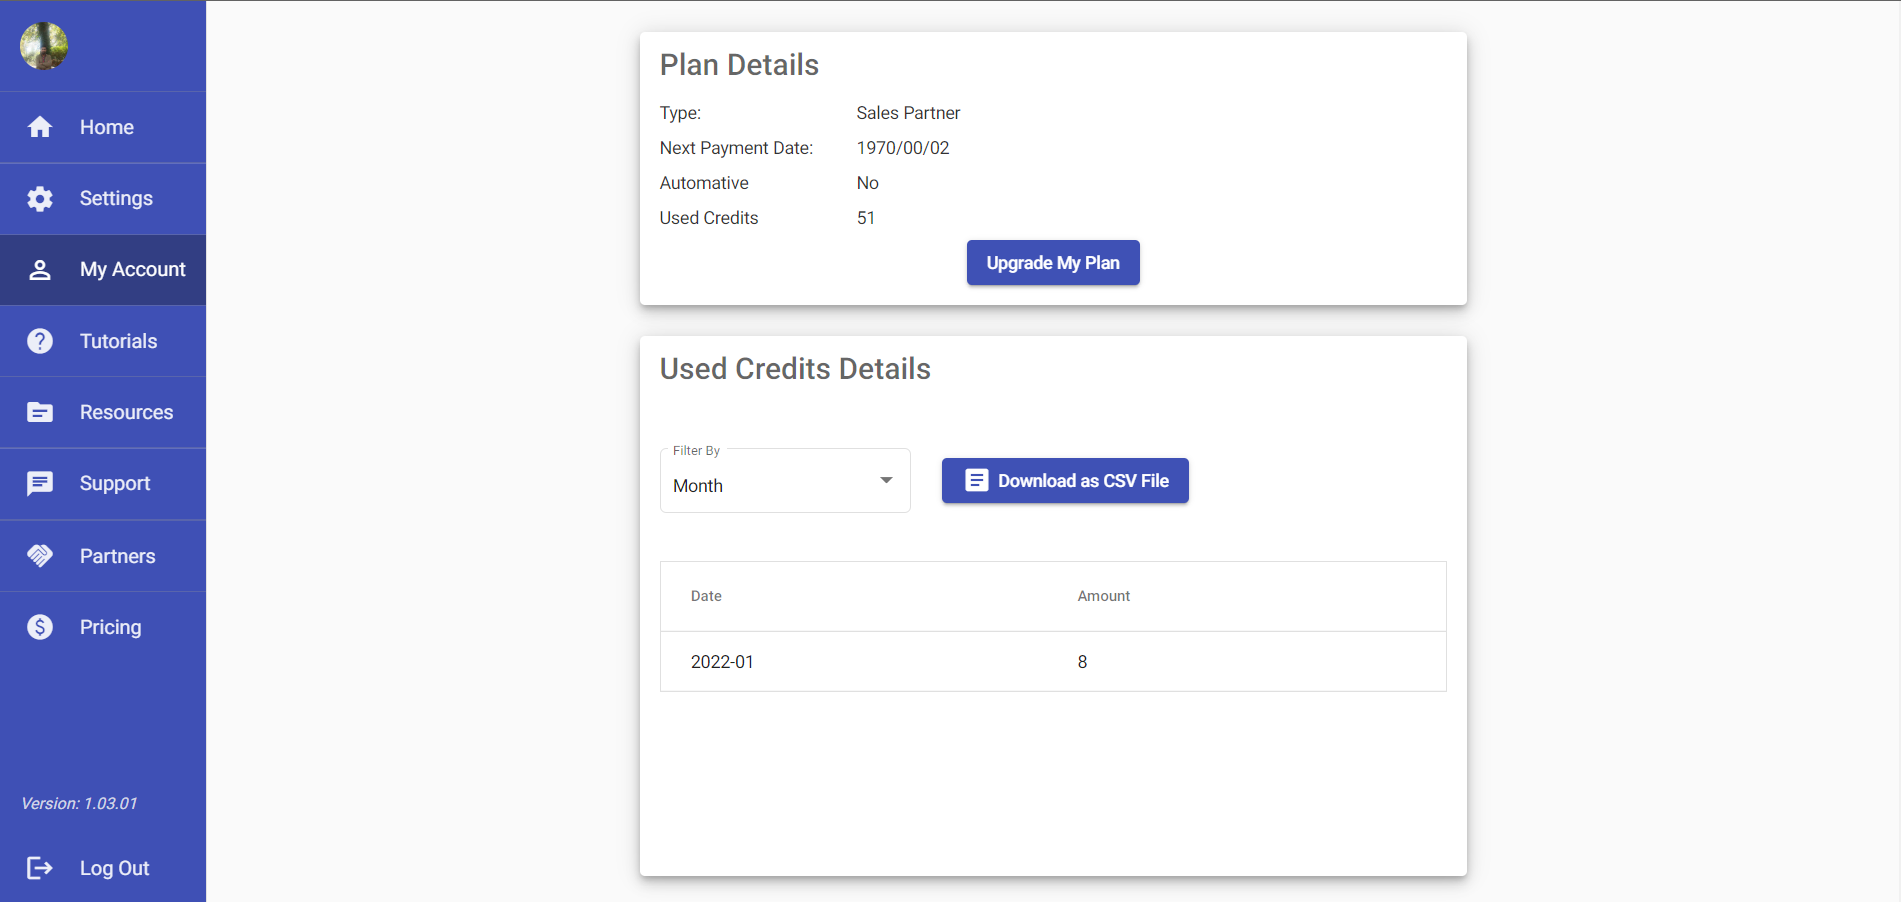 Home
Settings
My Account
Tutorials
Resources
Support
Partners
Pricing
Version: 1.03.01
Log Out
Plan Details
Type: Sales Partner
Next Payment Date: 1970/00/02
Automative No
Used Credits 51
Upgrade My Plan
Used Credits Details
Filter By
Month
Download as CSV File
Date Amount
2022-01 8